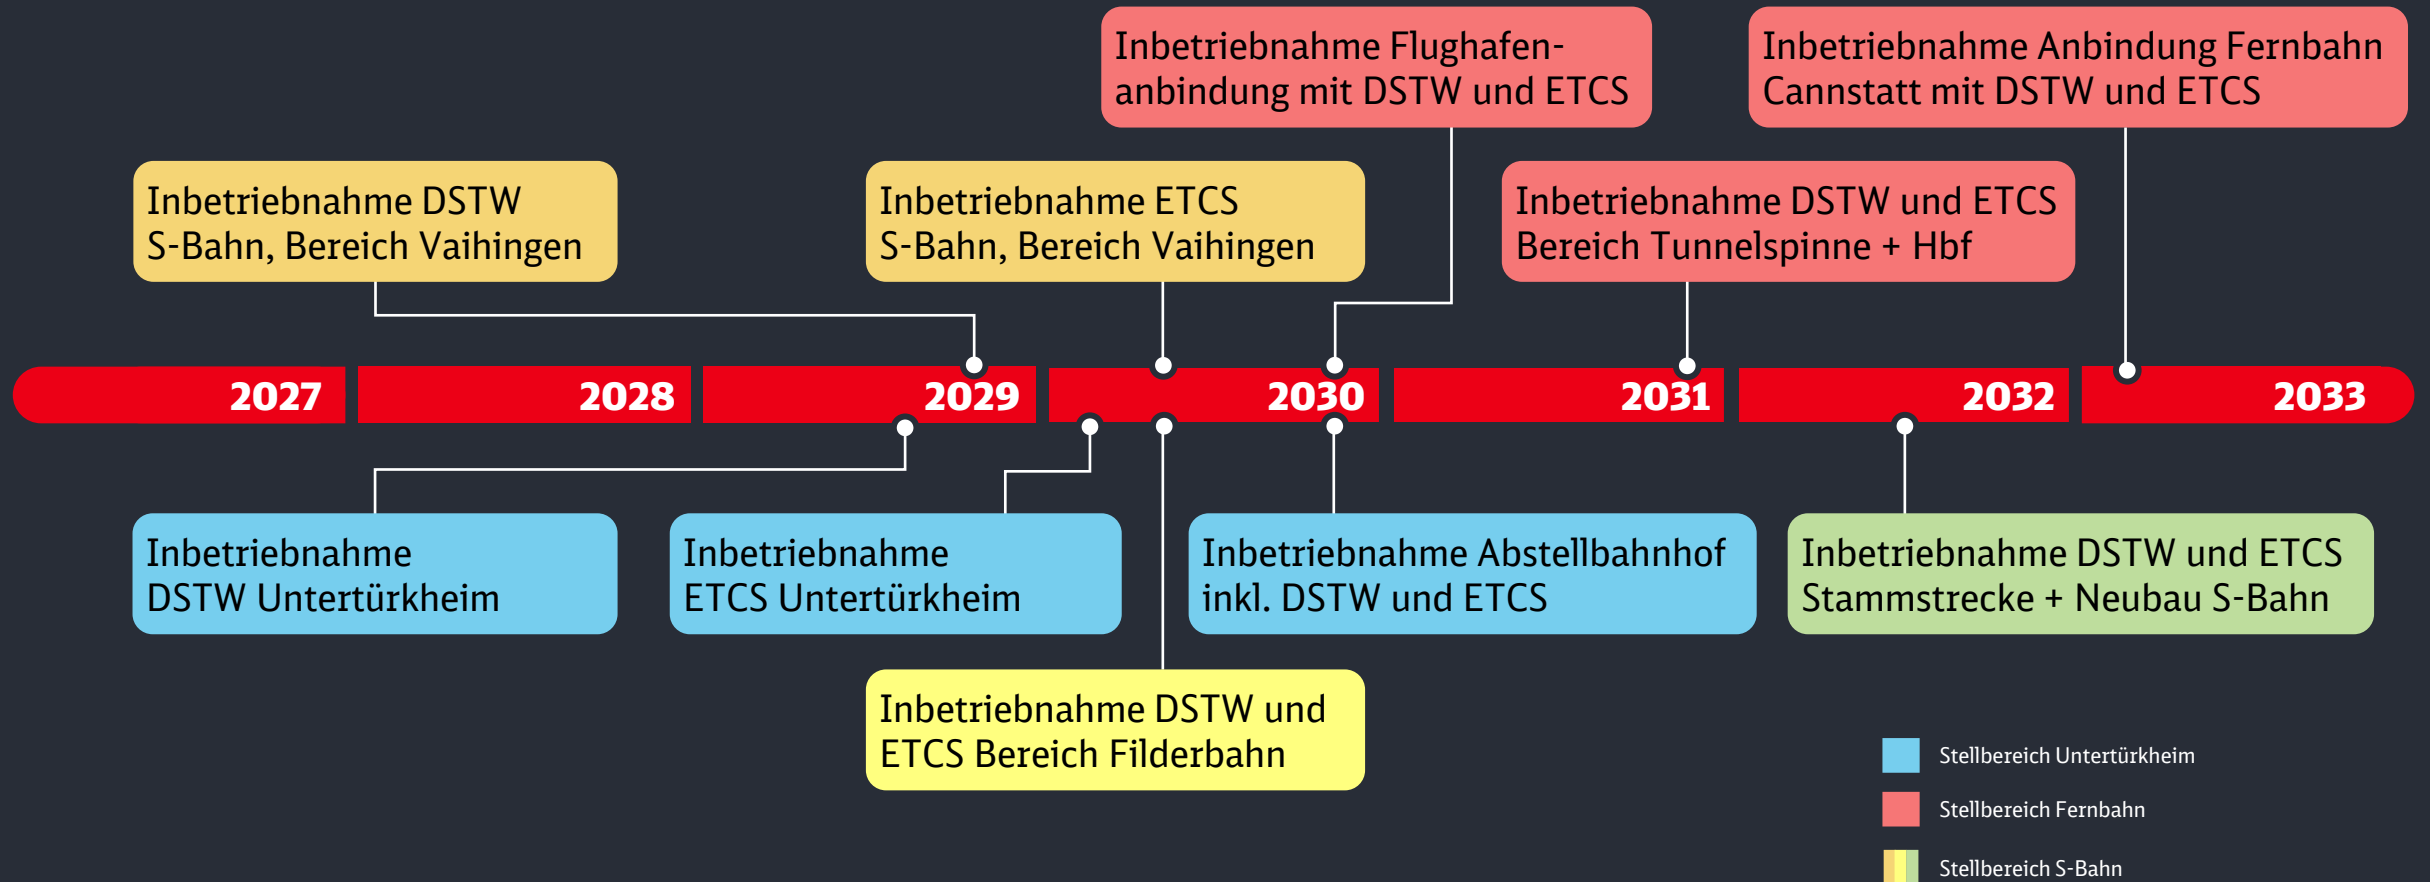 Inbetriebnahme Flughafen-
anbindung mit DSTW und ETCS
Inbetriebnahme Anbindung Fernbahn
Cannstatt mit DSTW und ETCS
Inbetriebnahme DSTW
S-Bahn, Bereich Vaihingen
Inbetriebnahme ETCS
S-Bahn, Bereich Vaihingen
Inbetriebnahme DSTW und ETCS
Bereich Tunnelspinne + Hbf
2027
2028
2029
2030
2031
2032
2033
Inbetriebnahme
DSTW Untertürkheim
Inbetriebnahme
ETCS Untertürkheim
Inbetriebnahme Abstellbahnhof
inkl. DSTW und ETCS
Inbetriebnahme DSTW und ETCS
Stammstrecke + Neubau S-Bahn
Inbetriebnahme DSTW und
ETCS Bereich Filderbahn
Stellbereich Untertürkheim
Stellbereich Fernbahn
Stellbereich S-Bahn